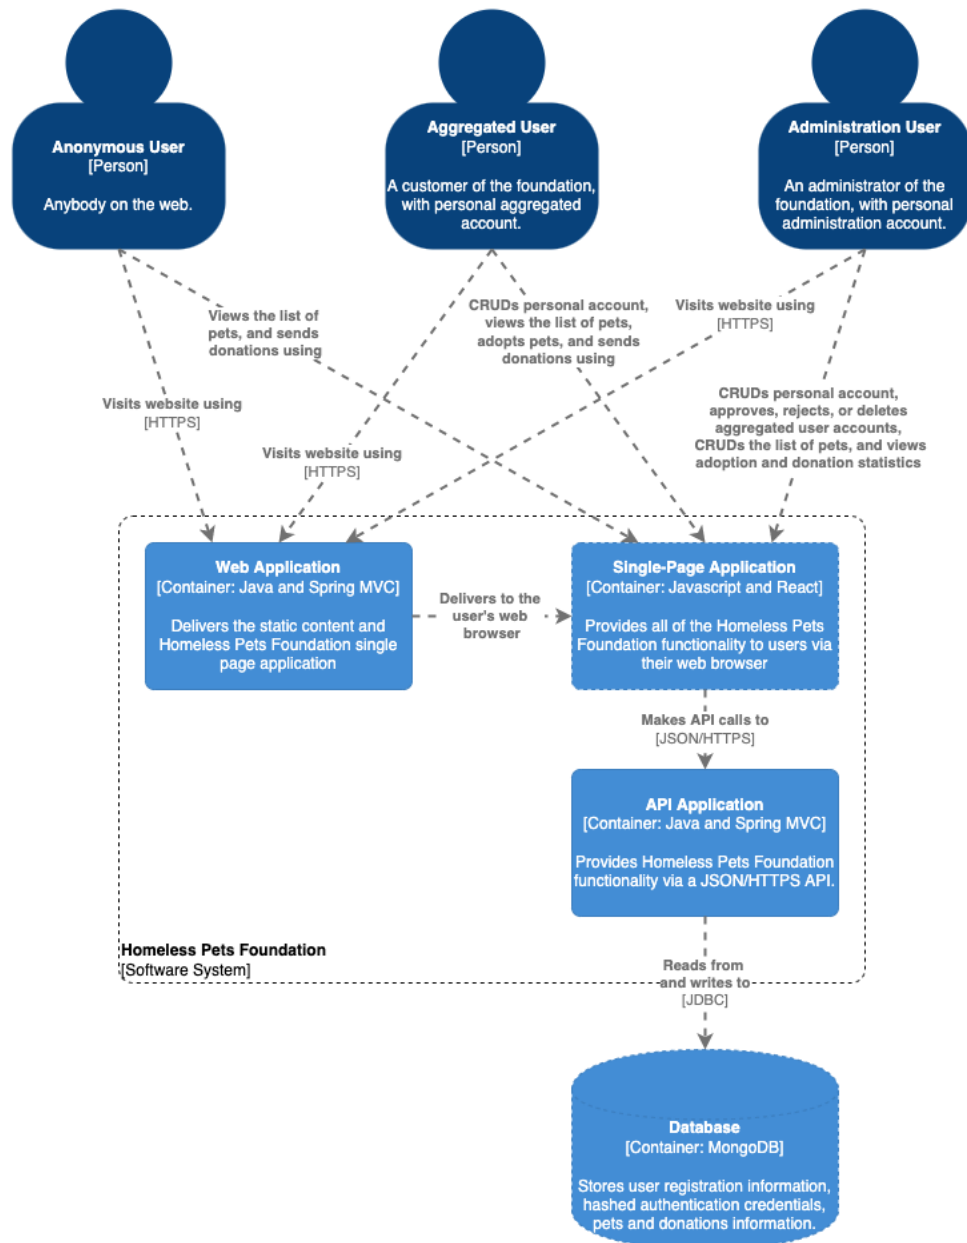 Anonymous User
[Person]
Anybody on the web.
Aggregated User
[Person]
A customer of the foundation,
with personal aggregated
account.
Administration User
[Person]
An administrator of the
foundation, with personal
administration account.
Views the list of
pets, and sends
donations using
CRUDs personal account,
views the list of pets,
adopts pets, and sends
donations using
Visits website using
[HTTPS]
Visits website using
[HTTPS]
Visits website using
[HTTPS]
CRUDs personal account,
approves, rejects, or deletes
aggregated user accounts,
CRUDs the list of pets, and views
adoption and donation statistics
Web Application
[Container: Java and Spring MVC]
Delivers the static content and
Homeless Pets Foundation single
page application
Delivers to the
user's web
browser
Single-Page Application
[Container: Javascript and React]
Provides all of the Homeless Pets
Foundation functionality to users via
their web browser
Makes API calls to
[JSON/HTTPS]
API Application
[Container: Java and Spring MVC]
Provides Homeless Pets Foundation
functionality via a JSON/HTTPS API.
Homeless Pets Foundation
[Software System]
Reads from
and writes to
[JDBC]
Database
[Container: MongoDB]
Stores user registration information,
hashed authentication credentials,
pets and donations information.